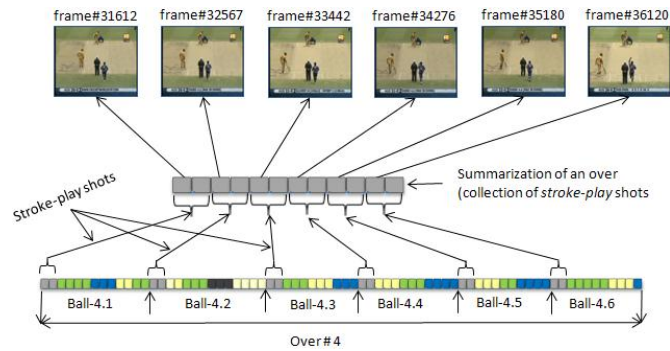 frame#31612 frame#32567 frame#33442 frame#34276 frame#35180 frame#36120
Summarization of an over
(collection of stroke-play shots
Stroke-play shots
Ball-4.1 Ball-4.2 Ball-4.3 Ball-4.4 Ball-4.5 Ball-4.6
Over # 4